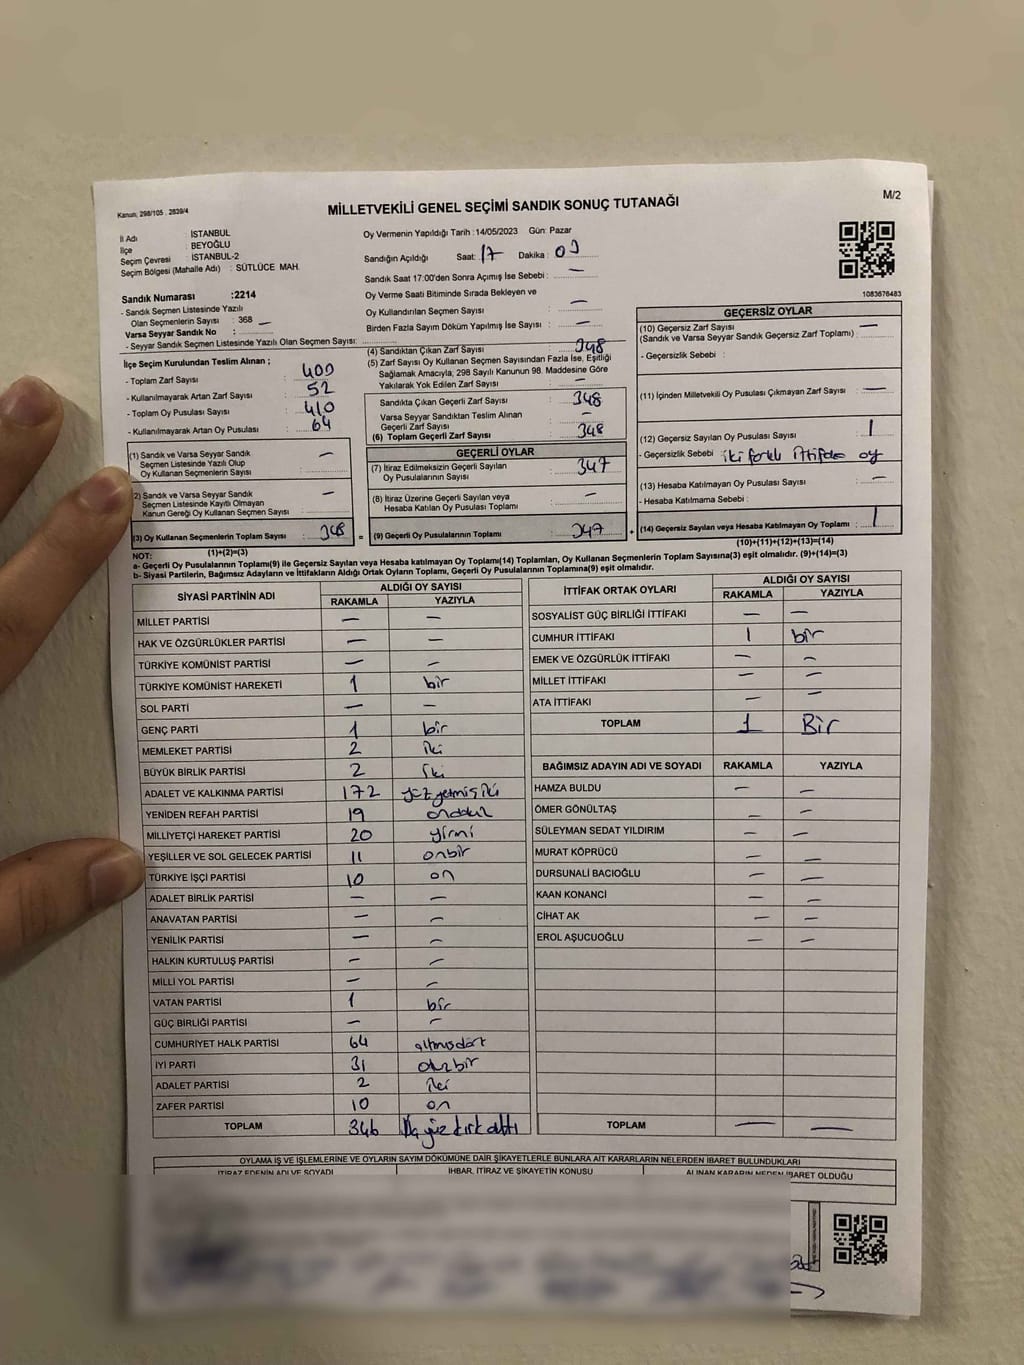 Kanun; 298/105 . 2839/4
M/2
MİLLETVEKİLİ GENEL SEÇİMİ SANDIK SONUÇ TUTANAĞI
İl Adı : İSTANBUL
İlçe : BEYOĞLU
Seçim Çevresi : İSTANBUL-2
Seçim Bölgesi (Mahalle Adı) : SÜTLÜCE MAH.
Oy Vermenin Yapıldığı Tarih :14/05/2023 Gün: Pazar
Sandığın Açıldığı Saat: 17 Dakika: 00
Sandık Saat 17:00'den Sonra Açımış İse Sebebi : —
Oy Verme Saati Bitiminde Sırada Bekleyen ve
Oy Kullandırılan Seçmen Sayısı : —
Birden Fazla Sayım Döküm Yapılmış İse Sayısı : —
1083676483
Sandık Numarası :2214
- Sandık Seçmen Listesinde Yazılı
Olan Seçmenlerin Sayısı : 368 —
Varsa Seyyar Sandık No :
- Seyyar Sandık Seçmen Listesinde Yazılı Olan Seçmen Sayısı:
İlçe Seçim Kurulundan Teslim Alınan ;
- Toplam Zarf Sayısı : 400
- Kullanılmayarak Artan Zarf Sayısı : 52
- Toplam Oy Pusulası Sayısı : 410
- Kullanılmayarak Artan Oy Pusulası : 64
(1) Sandık ve Varsa Seyyar Sandık —
Seçmen Listesinde Yazılı Olup
Oy Kullanan Seçmenlerin Sayısı :
(2) Sandık ve Varsa Seyyar Sandık —
Seçmen Listesinde Kayıtlı Olmayan
Kanun Gereği Oy Kullanan Seçmen Sayısı :
(3) Oy Kullanan Seçmenlerin Toplam Sayısı : 348
(1)+(2)=(3)
(4) Sandıktan Çıkan Zarf Sayısı : 348
(5) Zarf Sayısı Oy Kullanan Seçmen Sayısından Fazla İse, Eşitliği
Sağlamak Amacıyla, 298 Sayılı Kanunun 98. Maddesine Göre
Yakılarak Yok Edilen Zarf Sayısı : —
Sandıkta Çıkan Geçerli Zarf Sayısı : 348
Varsa Seyyar Sandıktan Teslim Alınan
Geçerli Zarf Sayısı : —
(6) Toplam Geçerli Zarf Sayısı : 348
GEÇERLİ OYLAR
(7) İtiraz Edilmeksizin Geçerli Sayılan
Oy Pusulalarının Sayısı : 347
(8) İtiraz Üzerine Geçerli Sayılan veya
Hesaba Katılan Oy Pusulası Toplamı : —
= (9) Geçerli Oy Pusulalarının Toplamı : 347 +
GEÇERSİZ OYLAR
(10) Geçersiz Zarf Sayısı —
(Sandık ve Varsa Seyyar Sandık Geçersiz Zarf Toplamı) :
- Geçersizlik Sebebi :
(11) İçinden Milletvekili Oy Pusulası Çıkmayan Zarf Sayısı : —
(12) Geçersiz Sayılan Oy Pusulası Sayısı : 1
- Geçersizlik Sebebi : iki farklı ittifaka oy
(13) Hesaba Katılmayan Oy Pusulası Sayısı : —
- Hesaba Katılmama Sebebi :
(14) Geçersiz Sayılan veya Hesaba Katılmayan Oy Toplamı : 1
(10)+(11)+(12)+(13)=(14)
NOT:
a- Geçerli Oy Pusulalarının Toplamı(9) ile Geçersiz Sayılan veya Hesaba katılmayan Oy Toplamı(14) Toplamları, Oy Kullanan Seçmenlerin Toplam Sayısına(3) eşit olmalıdır. (9)+(14)=(3)
b- Siyasi Partilerin, Bağımsız Adayların ve İttifakların Aldığı Ortak Oyların Toplamı, Geçerli Oy Pusulalarının Toplamına(9) eşit olmalıdır.
SİYASİ PARTİNİN ADI ALDIĞI OY SAYISI
RAKAMLA YAZIYLA
MİLLET PARTİSİ — —
HAK VE ÖZGÜRLÜKLER PARTİSİ — —
TÜRKİYE KOMÜNİST PARTİSİ — —
TÜRKİYE KOMÜNİST HAREKETİ 1 bir
SOL PARTİ — —
GENÇ PARTİ 1 bir
MEMLEKET PARTİSİ 2 iki
BÜYÜK BİRLİK PARTİSİ 2 iki
ADALET VE KALKINMA PARTİSİ 172 yüzyetmişiki
YENİDEN REFAH PARTİSİ 19 ondokuz
MİLLİYETÇİ HAREKET PARTİSİ 20 yirmi
YEŞİLLER VE SOL GELECEK PARTİSİ 11 onbir
TÜRKİYE İŞÇİ PARTİSİ 10 on
ADALET BİRLİK PARTİSİ — —
ANAVATAN PARTİSİ — —
YENİLİK PARTİSİ — —
HALKIN KURTULUŞ PARTİSİ — —
MİLLİ YOL PARTİSİ — —
VATAN PARTİSİ 1 bir
GÜÇ BİRLİĞİ PARTİSİ — —
CUMHURİYET HALK PARTİSİ 64 altmışdört
İYİ PARTİ 31 otuzbir
ADALET PARTİSİ 2 iki
ZAFER PARTİSİ 10 on
TOPLAM 346 Üçyüzkırkaltı
İTTİFAK ORTAK OYLARI ALDIĞI OY SAYISI
RAKAMLA YAZIYLA
SOSYALİST GÜÇ BİRLİĞİ İTTİFAKI — —
CUMHUR İTTİFAKI 1 bir
EMEK VE ÖZGÜRLÜK İTTİFAKI — —
MİLLET İTTİFAKI — —
ATA İTTİFAKI — —
TOPLAM 1 Bir
BAĞIMSIZ ADAYIN ADI VE SOYADI RAKAMLA YAZIYLA
HAMZA BULDU — —
ÖMER GÖNÜLTAŞ — —
SÜLEYMAN SEDAT YILDIRIM — —
MURAT KÖPRÜCÜ — —
DURSUNALİ BACIOĞLU — —
KAAN KONANCİ — —
CİHAT AK — —
EROL AŞUCUOĞLU — —
TOPLAM — —
OYLAMA İŞ VE İŞLEMLERİNE VE OYLARIN SAYIM DÖKÜMÜNE DAİR ŞİKAYETLERLE BUNLARA AİT KARARLARIN NELERDEN İBARET BULUNDUKLARI
İTİRAZ EDENİN ADI VE SOYADI İHBAR, İTİRAZ VE ŞİKAYETİN KONUSU ALINAN KARARIN NEDEN İBARET OLDUĞU